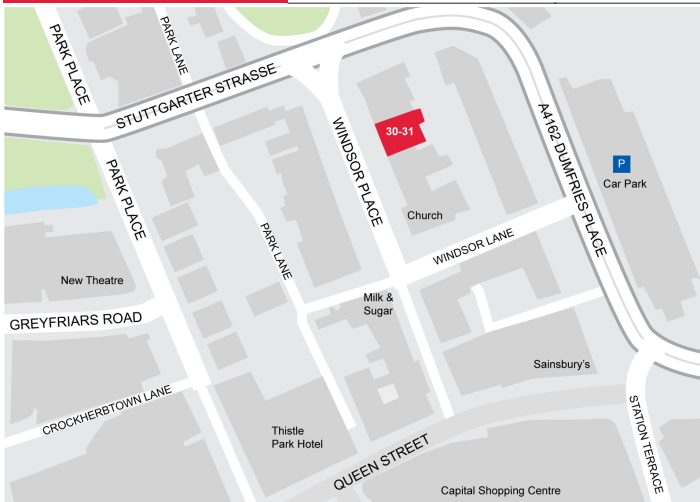 PARK PLACE
PARK LANE
STUTTGARTER STRASSE
WINDSOR PLACE
30-31
A4162 DUMFRIES PLACE
P
Car Park
PARK PLACE
PARK LANE
Church
WINDSOR LANE
New Theatre
Milk &
Sugar
GREYFRIARS ROAD
Sainsbury's
CROCKHERBTOWN LANE
STATION TERRACE
Thistle
Park Hotel
QUEEN STREET
Capital Shopping Centre